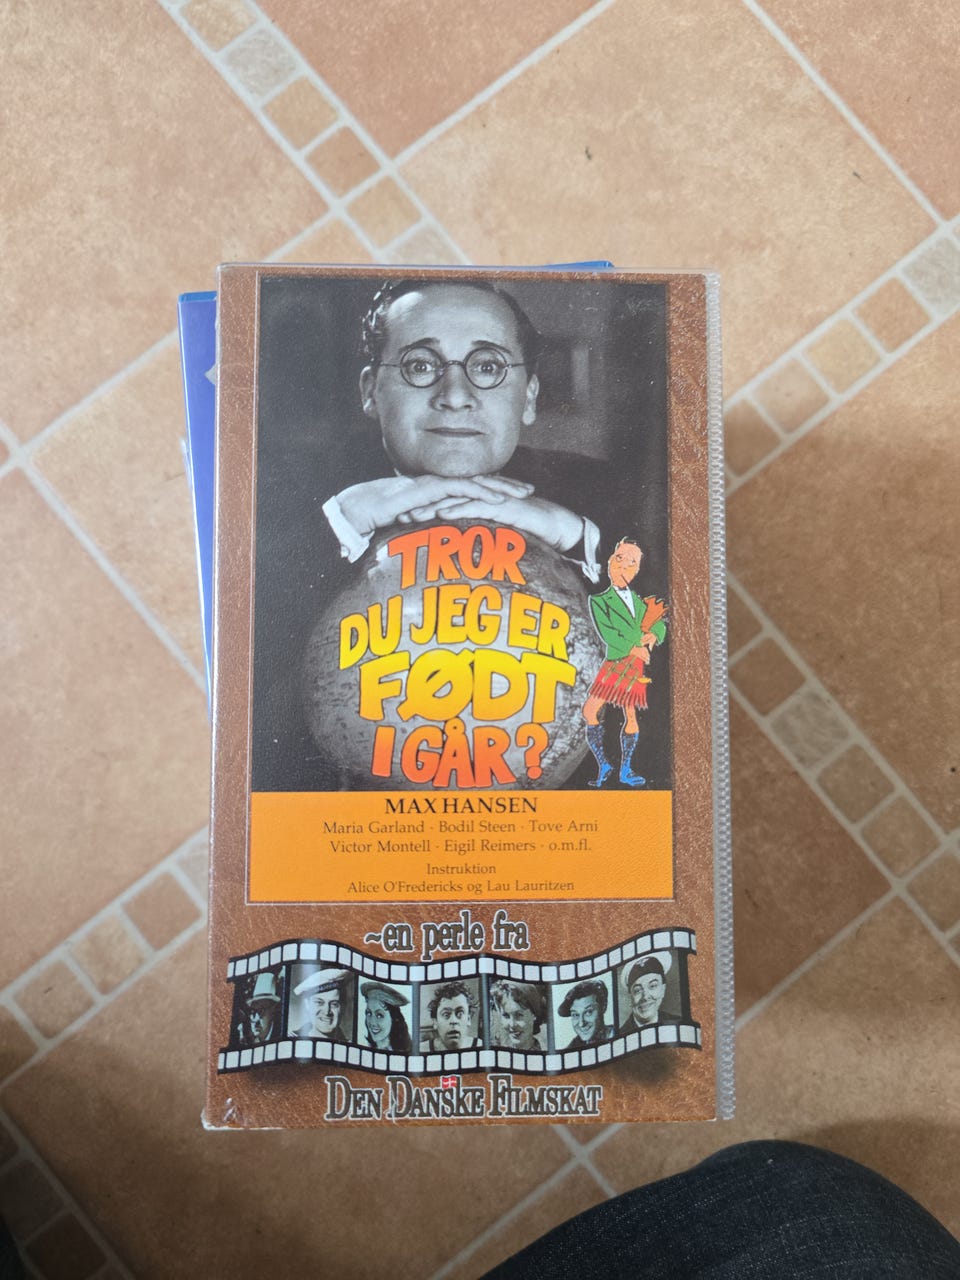 TROR
DU JEG ER
FØDT
I GÅR?
MAX HANSEN
Maria Garland · Bodil Steen · Tove Arni
Victor Montell · Eigil Reimers · o.m.fl.
Instruktion
Alice O'Fredericks og Lau Lauritzen
~en perle fra
DEN DANSKE FILMSKAT